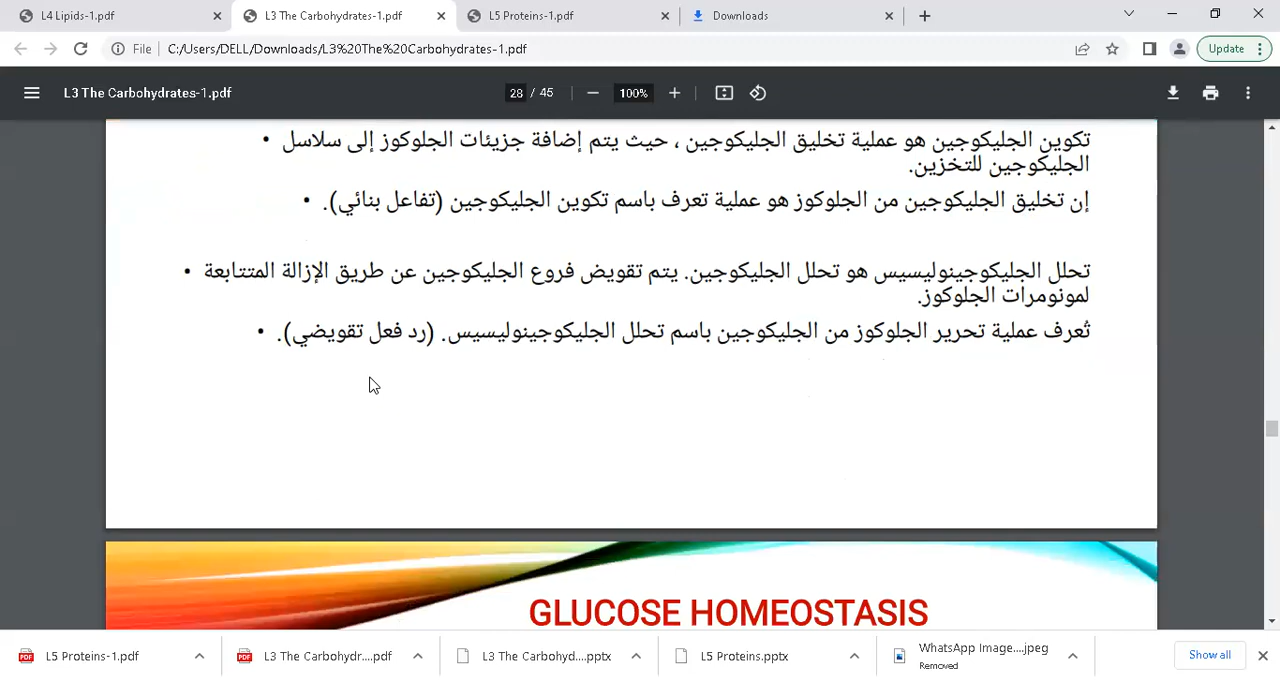 L4 Lipids-1.pdf
L3 The Carbohydrates-1.pdf
L5 Proteins-1.pdf
Downloads
File
C:/Users/DELL/Downloads/L3%20The%20Carbohydrates-1.pdf
Update
L3 The Carbohydrates-1.pdf
28 / 45
100%
• تكوين الجليكوجين هو عملية تخليق الجليكوجين ، حيث يتم إضافة جزيئات الجلوكوز إلى سلاسل
الجليكوجين للتخزين.
• إن تخليق الجليكوجين من الجلوكوز هو عملية تعرف باسم تكوين الجليكوجين (تفاعل بنائي).
• تحلل الجليكوجينوليسيس هو تحلل الجليكوجين. يتم تقويض فروع الجليكوجين عن طريق الإزالة المتتابعة
لمونومرات الجلوكوز.
• تُعرف عملية تحرير الجلوكوز من الجليكوجين باسم تحلل الجليكوجينوليسيس. (رد فعل تقويضي).
GLUCOSE HOMEOSTASIS
L5 Proteins-1.pdf
L3 The Carbohydr....pdf
L3 The Carbohyd....pptx
L5 Proteins.pptx
WhatsApp Image....jpeg
Removed
Show all